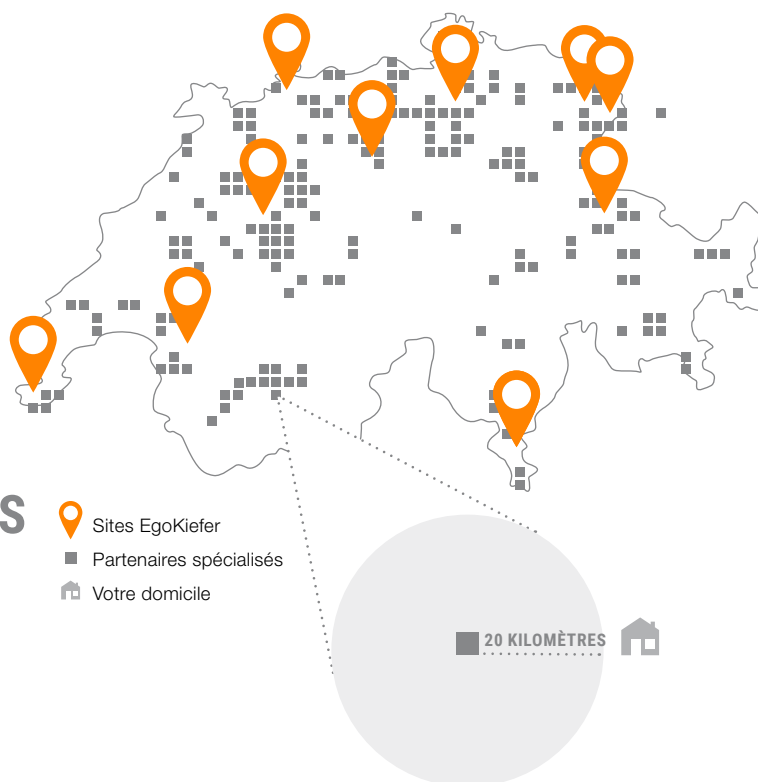 S
Sites EgoKiefer
Partenaires spécialisés
Votre domicile
20 KILOMÈTRES